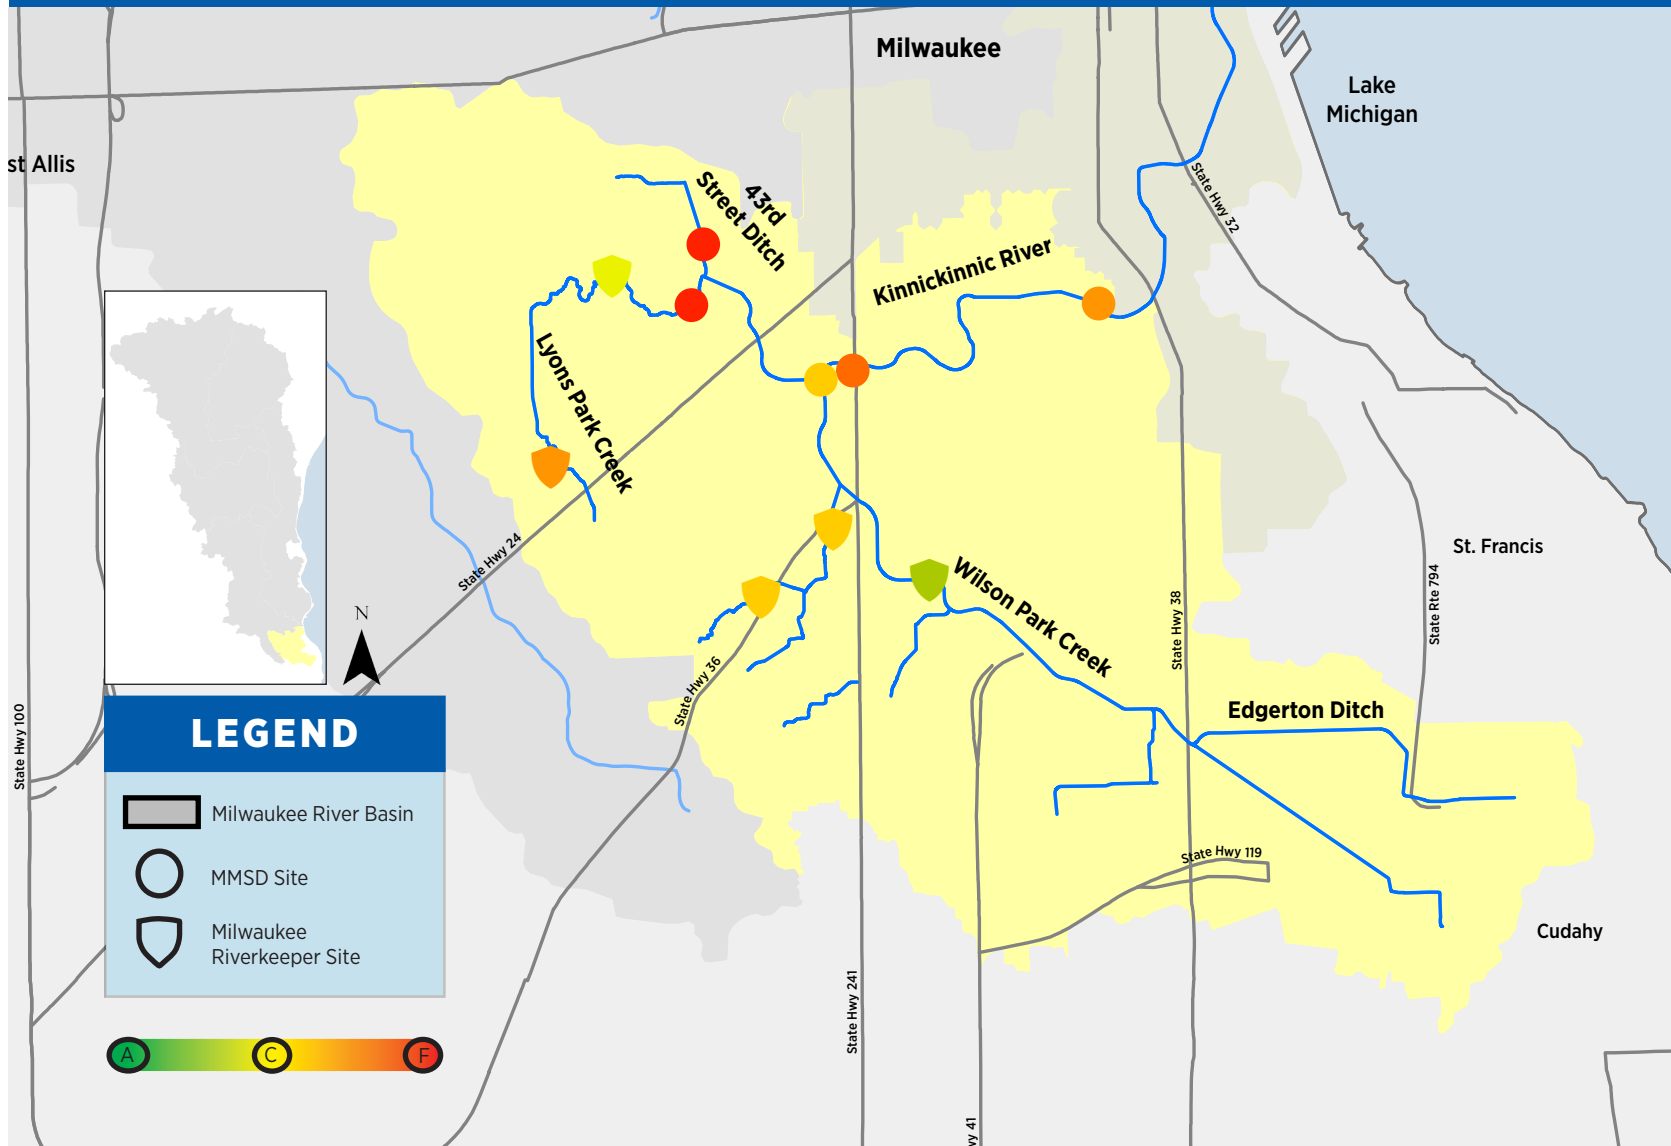 Milwaukee
Lake
Michigan
st Allis
43rd
Street Ditch
State Hwy 32
Kinnickinnic River
Lyons Park Creek
State Hwy 24
St. Francis
Wilson Park Creek
State Hwy 38
State Rte 794
N
State Hwy 36
Edgerton Ditch
State Hwy 100
LEGEND
Milwaukee River Basin
MMSD Site
Milwaukee
Riverkeeper Site
State Hwy 119
Cudahy
State Hwy 241
wy 41
A
C
F